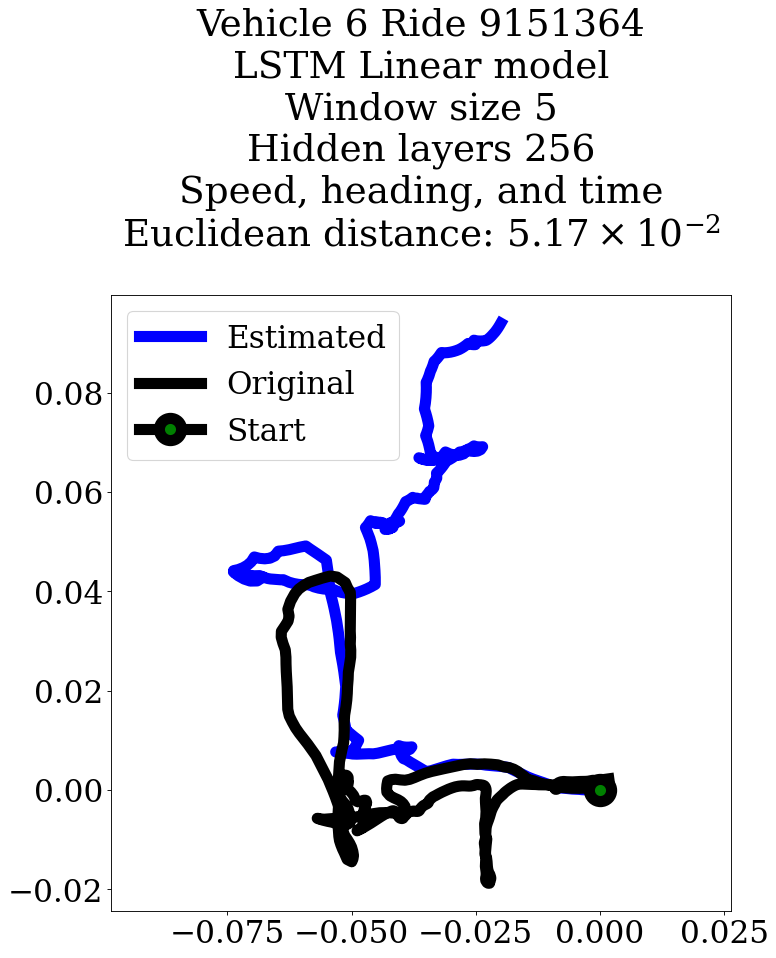 Vehicle 6 Ride 9151364
LSTM Linear model
Window size 5
Hidden layers 256
Speed, heading, and time
Euclidean distance: 5.17 × 10⁻²
Estimated
Original
Start
0.08
0.06
0.04
0.02
0.00
−0.02
−0.075 −0.050 −0.025 0.000 0.025